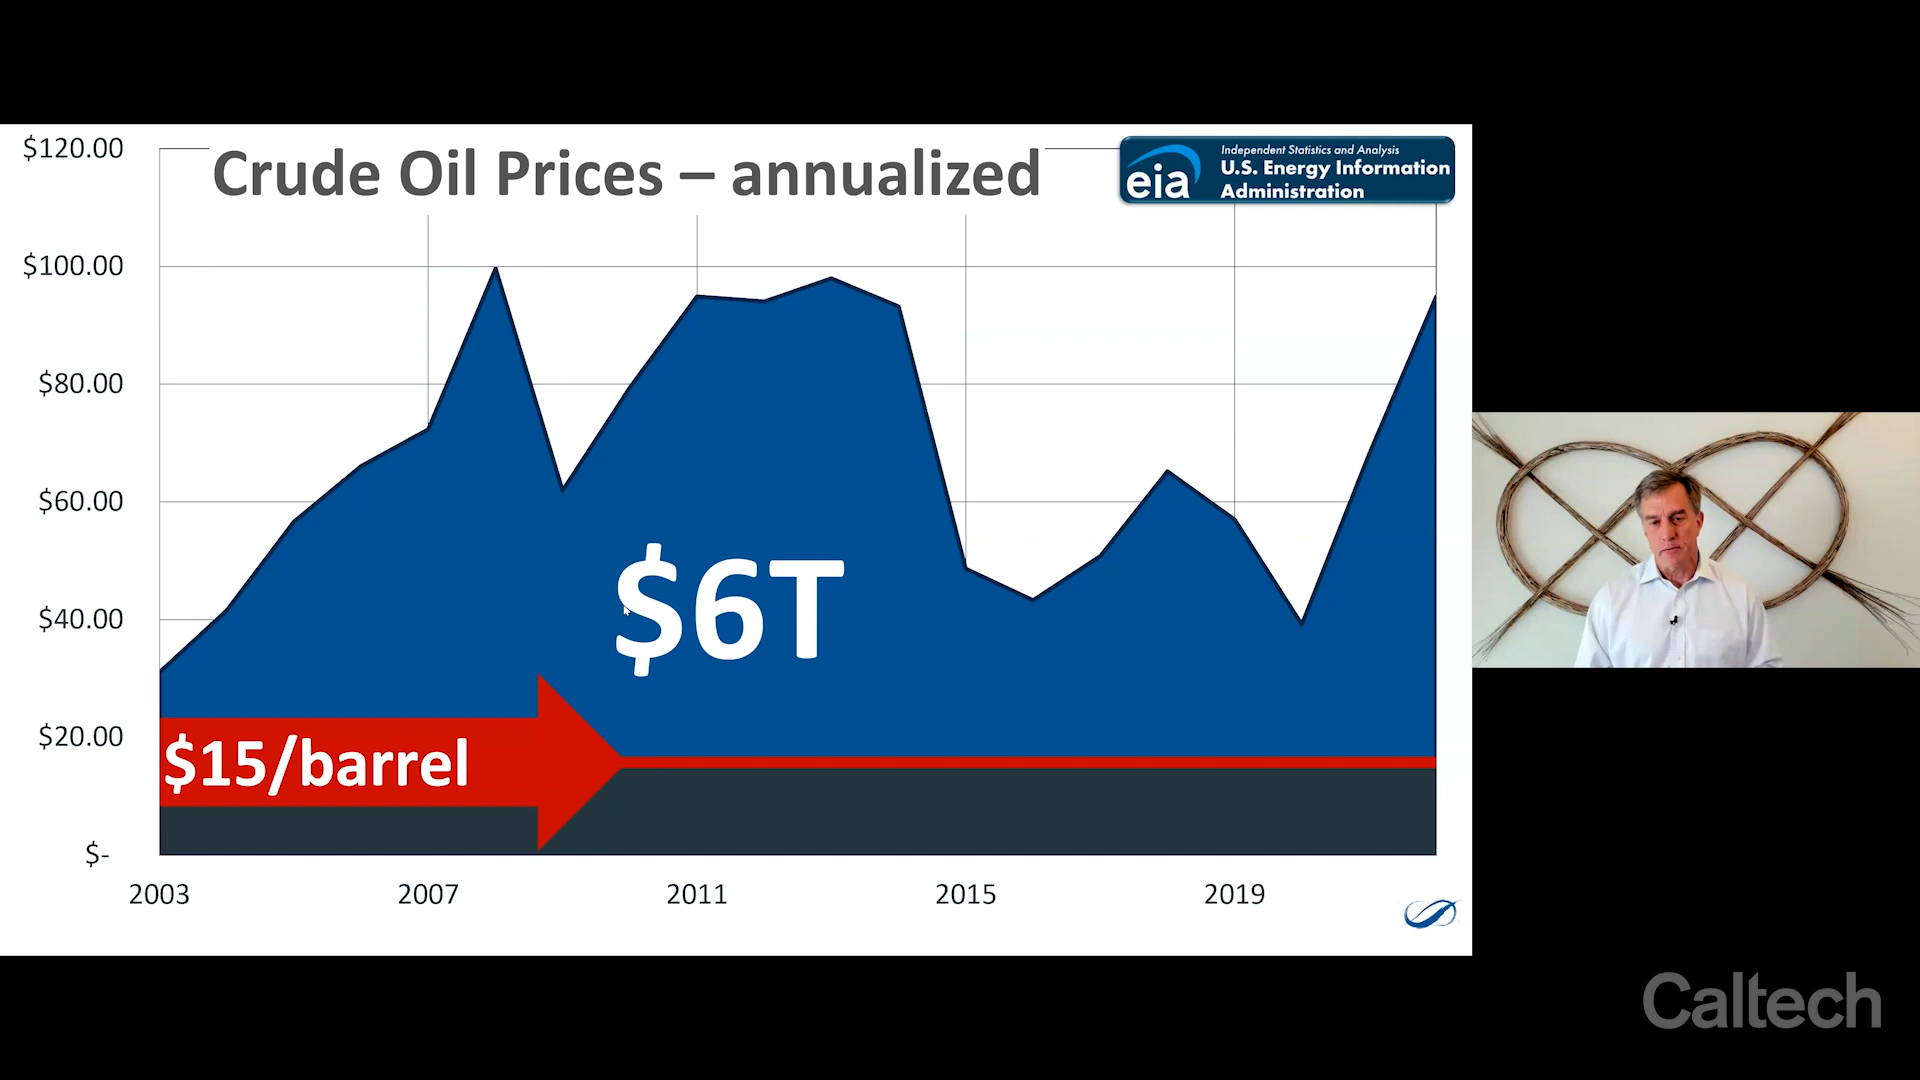 Crude Oil Prices – annualized
eia
Independent Statistics and Analysis
U.S. Energy Information
Administration
$120.00
$100.00
$80.00
$60.00
$40.00
$20.00
$-
$6T
$15/barrel
2003 2007 2011 2015 2019
Caltech